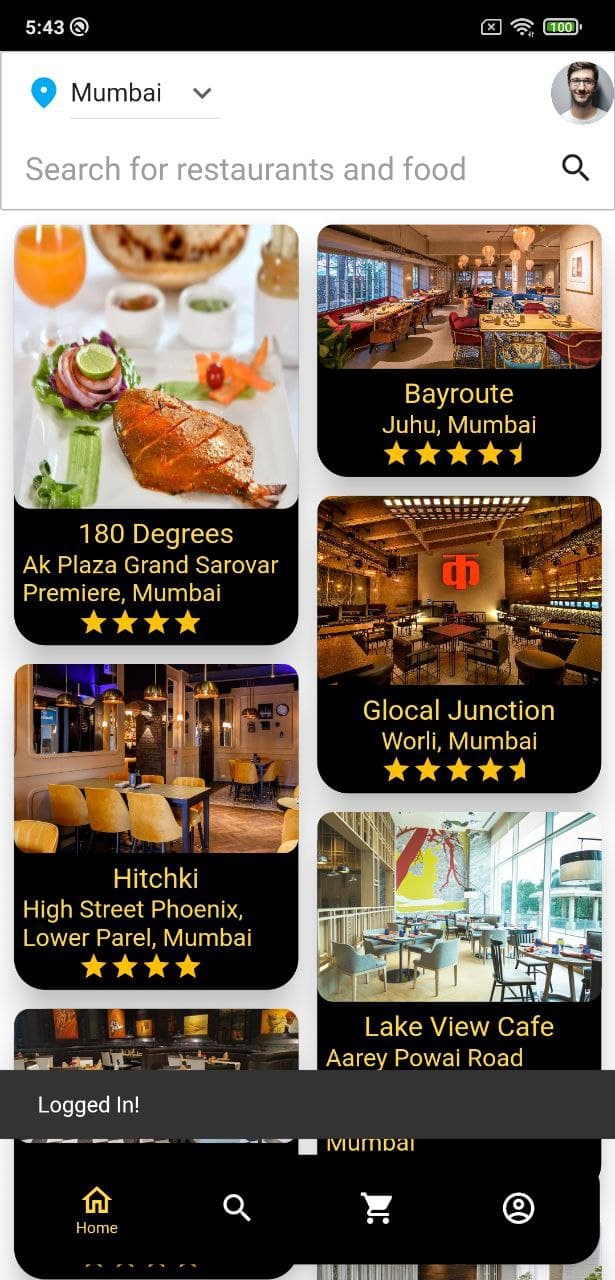 5:43
100
Mumbai
Search for restaurants and food
180 Degrees
Ak Plaza Grand Sarovar
Premiere, Mumbai
Bayroute
Juhu, Mumbai
क
Glocal Junction
Worli, Mumbai
Hitchki
High Street Phoenix,
Lower Parel, Mumbai
Lake View Cafe
Aarey Powai Road
Mumbai
Logged In!
Home